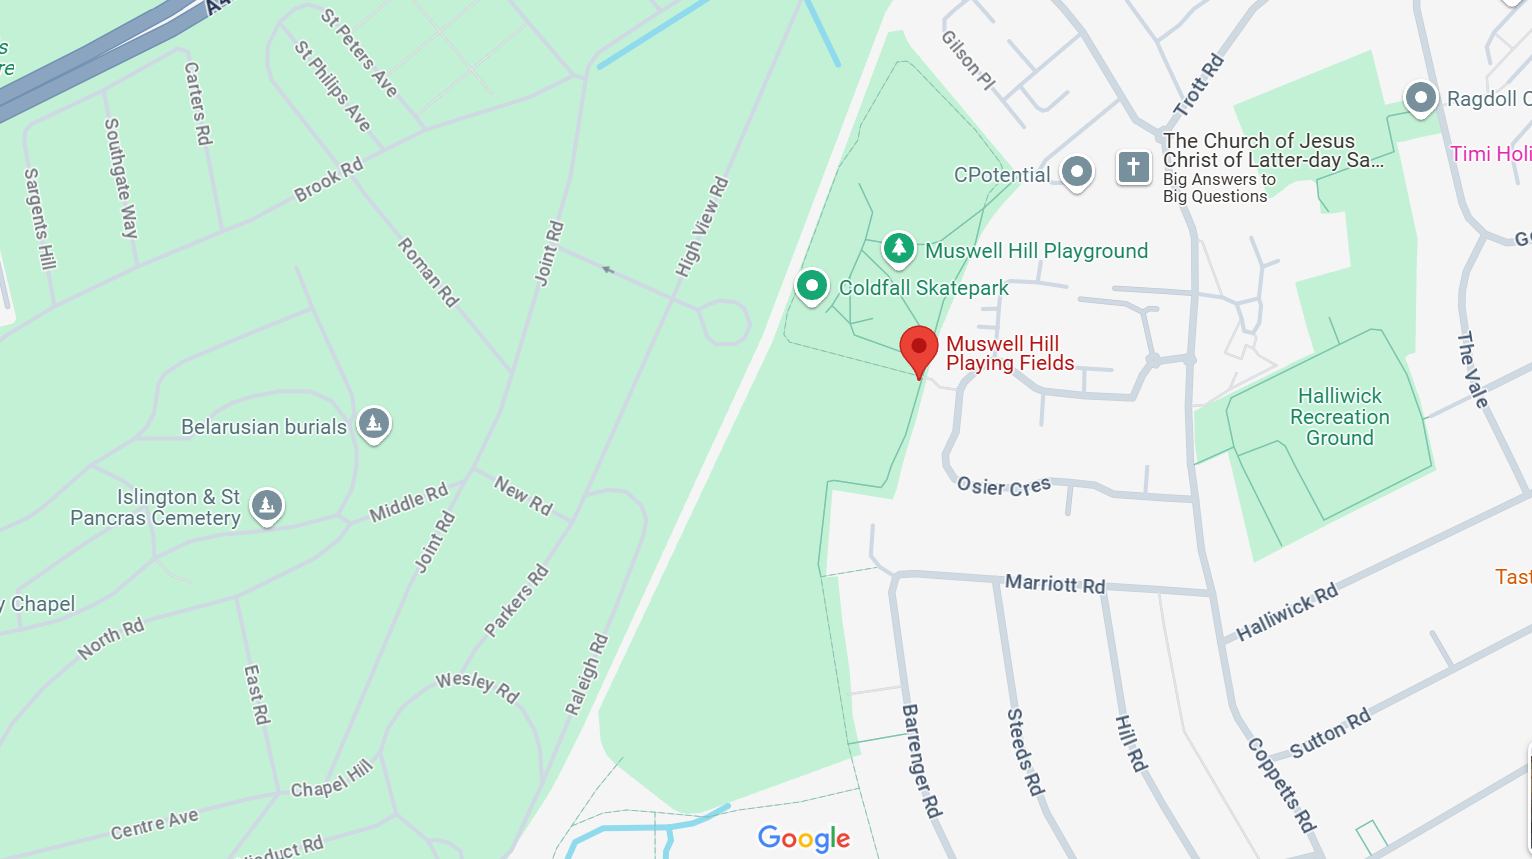 A4
St Peters Ave
St Philips Ave
Carters Rd
Southgate Way
Sargents Hill
Brook Rd
Roman Rd
Joint Rd
High View Rd
Gilson Pl
Trott Rd
Ragdoll C
Timi Holi
The Church of Jesus
Christ of Latter-day Sa...
Big Answers to
Big Questions
CPotential
Muswell Hill Playground
Coldfall Skatepark
Muswell Hill
Playing Fields
The Vale
Halliwick
Recreation
Ground
Belarusian burials
Islington & St
Pancras Cemetery
Middle Rd
New Rd
Joint Rd
Osier Cres
Parkers Rd
Marriott Rd
Halliwick Rd
Tast
y Chapel
North Rd
East Rd
Wesley Rd
Raleigh Rd
Barrenger Rd
Steeds Rd
Hill Rd
Coppetts Rd
Sutton Rd
Chapel Hill
Centre Ave
Google